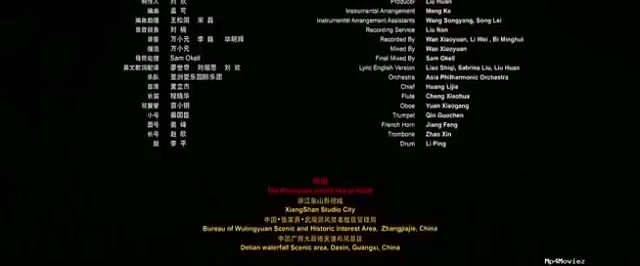 制作人 刘 欢 Producer Liu Huan
编曲 孟 可 Instrumental Arrangement Meng Ke
编曲助理 王松阴 宋 磊 Instrumental Arrangement Assistants Wang Songyang, Song Lei
录音服务 刘 楠 Recording Service Liu Nan
录音 万小元 李 巍 毕明辉 Recorded By Wan Xiaoyuan, Li Wei , Bi Minghui
缩混 万小元 Mixed By Wan Xiaoyuan
母带处理 Sam Okell Final Mixed By Sam Okell
英文歌词配译 廖世奇 刘 欢 Lyric English Version Liao Shiqi, Sabrina Liu, Liu Huan
乐队 亚洲爱乐国际乐团 Orchestra Asia Philharmonic Orchestra
首席 黄立杰 Chief Huang Lijie
长笛 程晓华 Flute Cheng Xiaohua
双簧管 袁小钢 Oboe Yuan Xiaogang
小号 秦国臣 Trumpet Qin Guochen
圆号 姜 峰 French Horn Jiang Feng
长号 赵 欣 Trombone Zhao Xin
鼓 李 平 Drum Li Ping
The Producers would like to thank
浙江象山影视城
XiangShan Studio City
中国·张家界·武陵源风景名胜区管理局
Bureau of Wulingyuan Scenic and Historic Interest Area, Zhangjiajie, China
中国广西大新德天瀑布风景区
Detian waterfall Scenic area, Daxin, Guangxi, China
Mp4Moviez